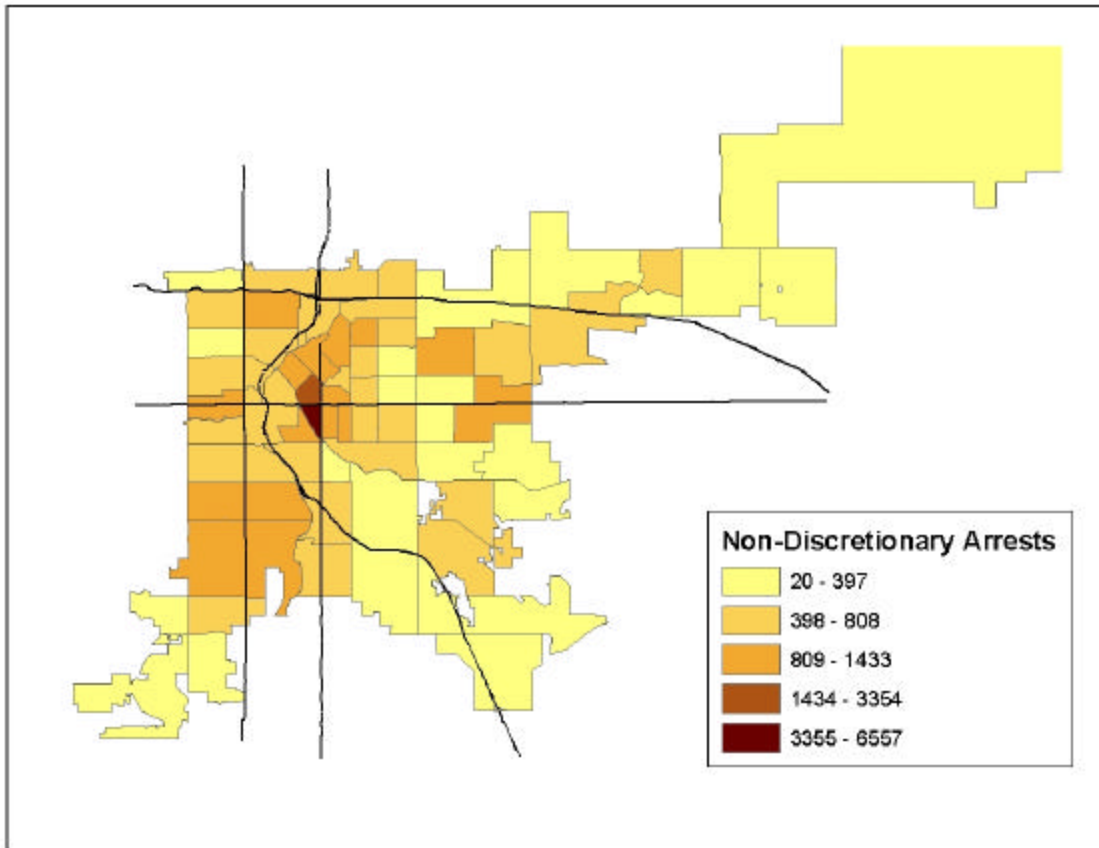 Non-Discretionary Arrests
20 - 397
398 - 808
809 - 1433
1434 - 3354
3355 - 6557